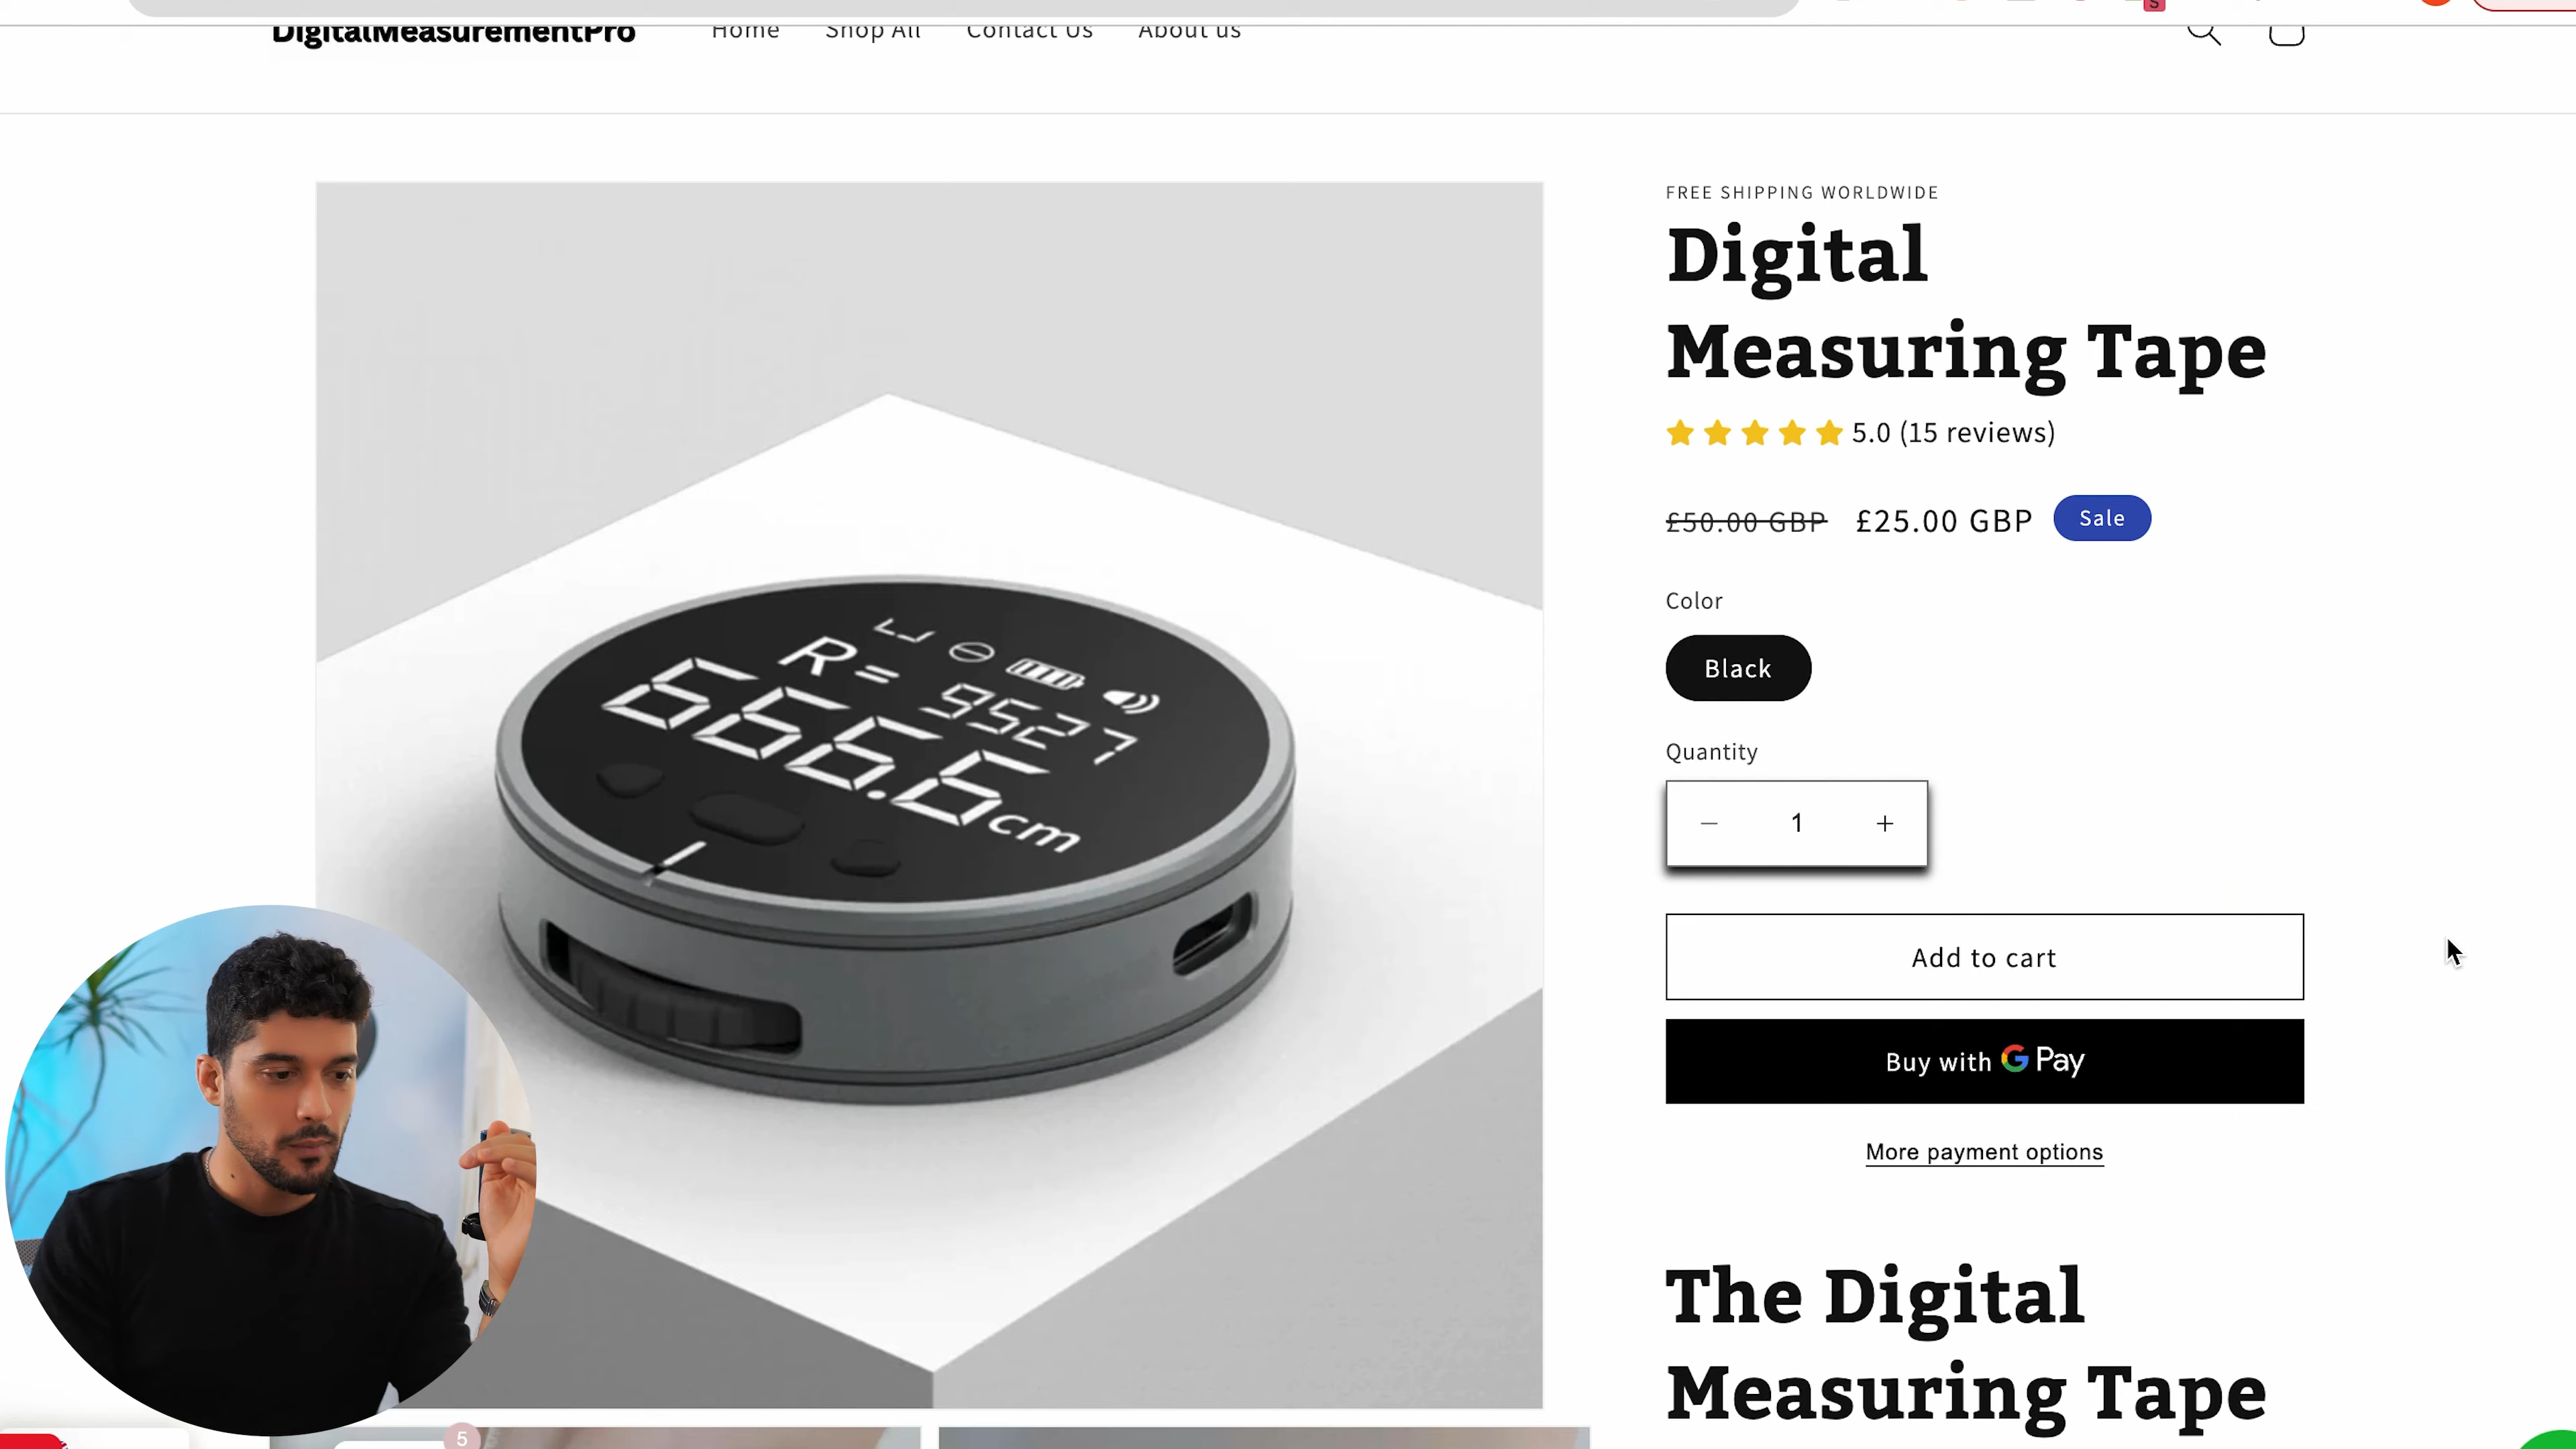 DigitalMeasurementPro
Home Shop All Contact Us About us
FREE SHIPPING WORLDWIDE
Digital
Measuring Tape
5.0 (15 reviews)
£50.00 GBP £25.00 GBP Sale
Color
Black
Quantity
− 1 +
Add to cart
Buy with G Pay
More payment options
The Digital
Measuring Tape
R= 9527
666.6cm
5
S